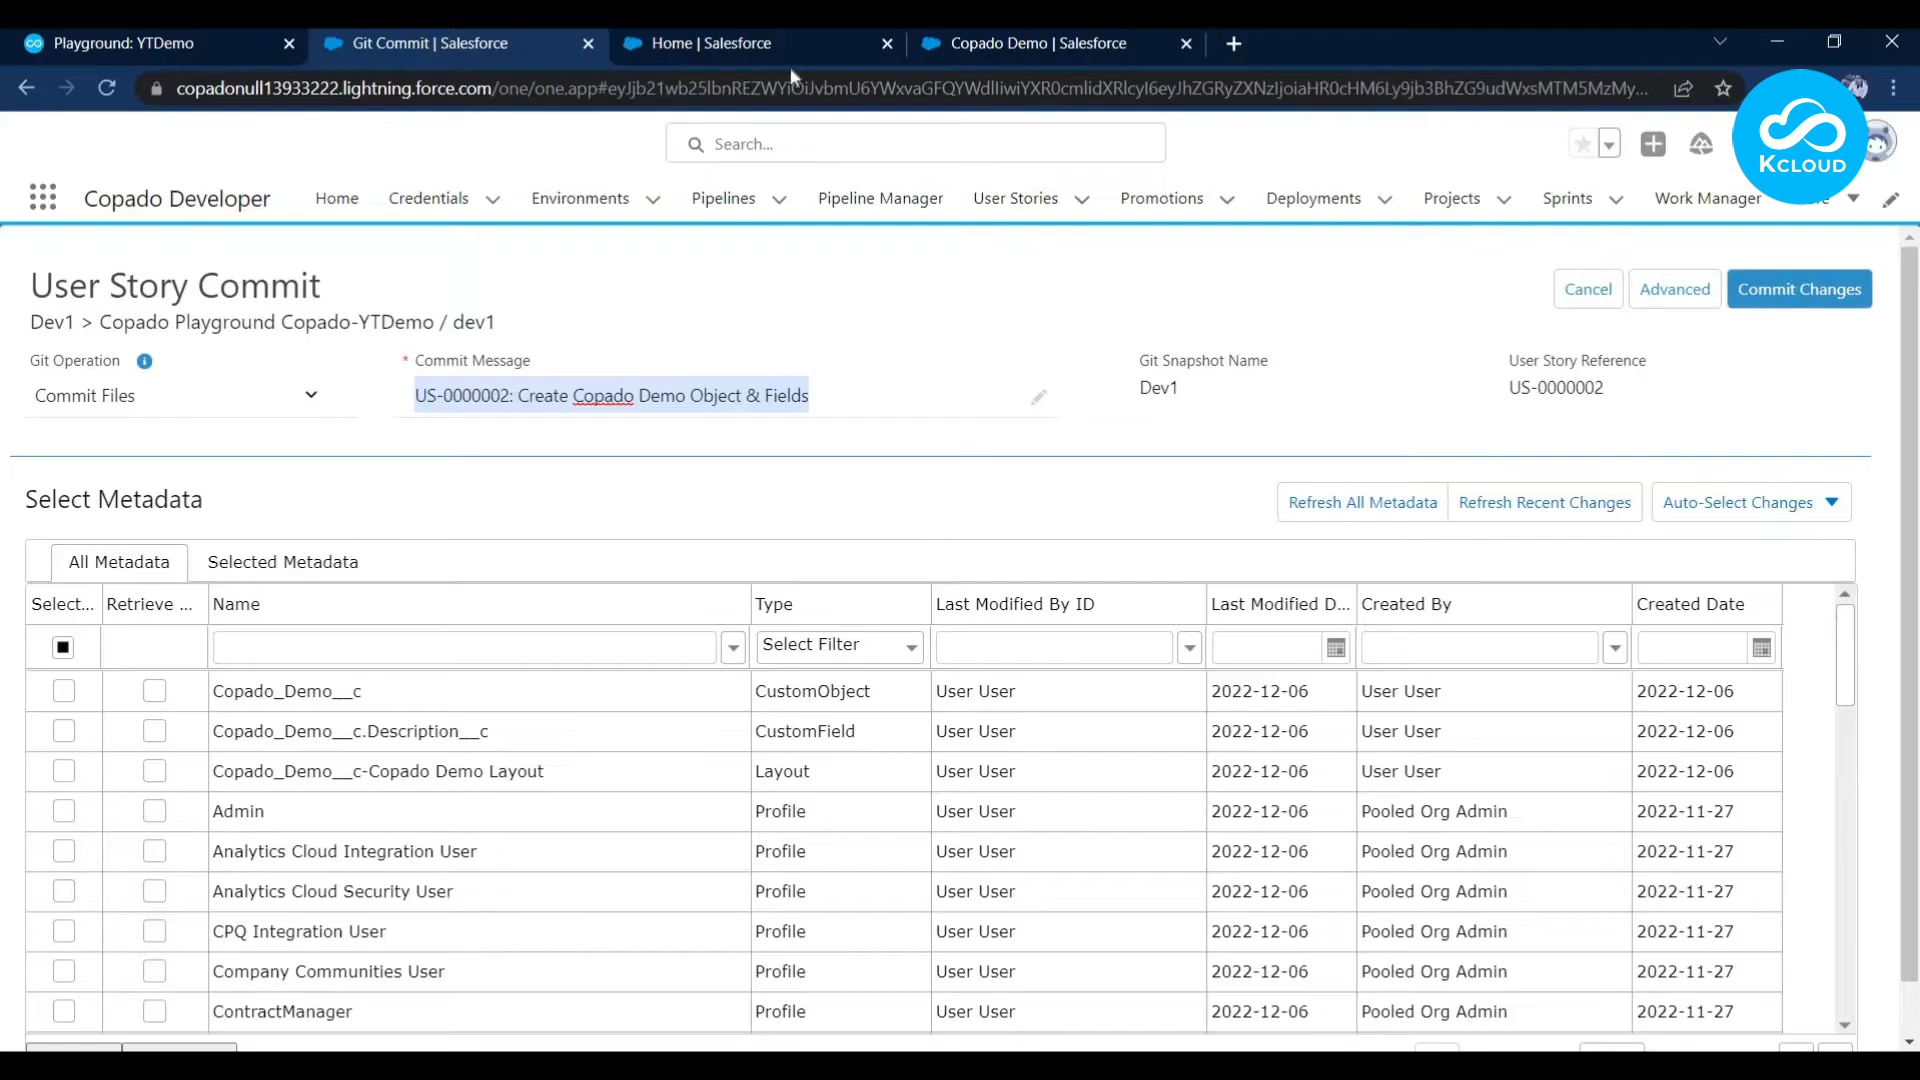 Playground: YTDemo
Git Commit | Salesforce
Home | Salesforce
Copado Demo | Salesforce
copadonull13933222.lightning.force.com
Search...
KCLOUD
Copado Developer
Home
Credentials
Environments
Pipelines
Pipeline Manager
User Stories
Promotions
Deployments
Projects
Sprints
Work Manager
User Story Commit
Cancel
Advanced
Commit Changes
Dev1 > Copado Playground Copado-YTDemo / dev1
Git Operation
* Commit Message
Git Snapshot Name
User Story Reference
Commit Files
US-0000002: Create Copado Demo Object & Fields
Dev1
US-0000002
Select Metadata
Refresh All Metadata
Refresh Recent Changes
Auto-Select Changes
All Metadata
Selected Metadata
Select... Retrieve ... Name Type Last Modified By ID Last Modified D... Created By Created Date
Select Filter
Copado_Demo__c CustomObject User User 2022-12-06 User User 2022-12-06
Copado_Demo__c.Description__c CustomField User User 2022-12-06 User User 2022-12-06
Copado_Demo__c-Copado Demo Layout Layout User User 2022-12-06 User User 2022-12-06
Admin Profile User User 2022-12-06 Pooled Org Admin 2022-11-27
Analytics Cloud Integration User Profile User User 2022-12-06 Pooled Org Admin 2022-11-27
Analytics Cloud Security User Profile User User 2022-12-06 Pooled Org Admin 2022-11-27
CPQ Integration User Profile User User 2022-12-06 Pooled Org Admin 2022-11-27
Company Communities User Profile User User 2022-12-06 Pooled Org Admin 2022-11-27
ContractManager Profile User User 2022-12-06 Pooled Org Admin 2022-11-27